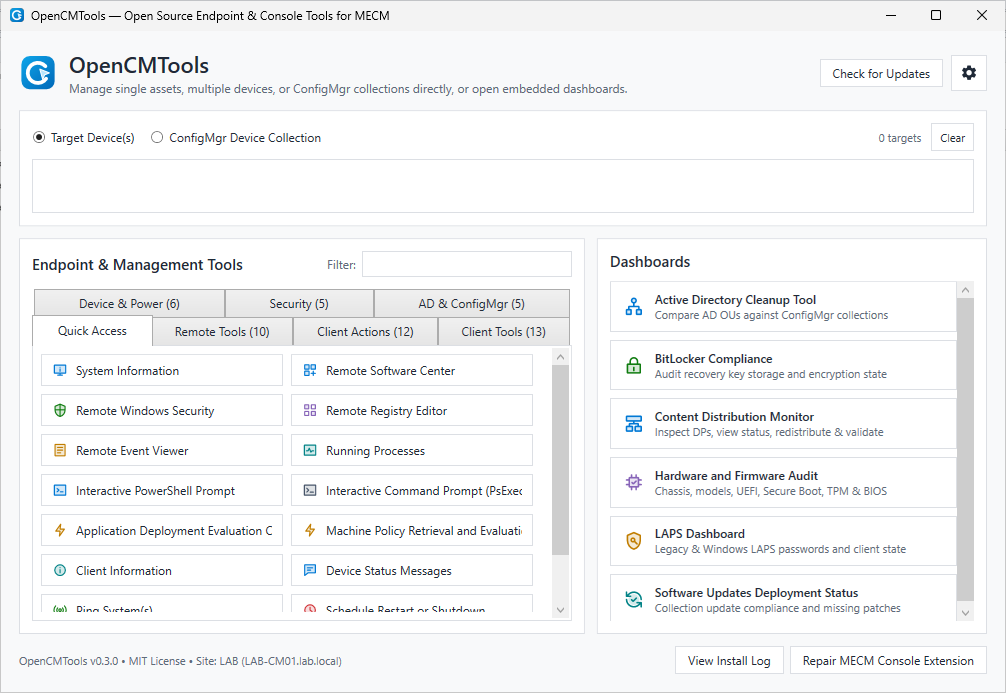 OpenCMTools — Open Source Endpoint & Console Tools for MECM
OpenCMTools
Manage single assets, multiple devices, or ConfigMgr collections directly, or open embedded dashboards.
Check for Updates
Target Device(s)
ConfigMgr Device Collection
0 targets
Clear
Endpoint & Management Tools
Filter:
Device & Power (6)
Security (5)
AD & ConfigMgr (5)
Quick Access
Remote Tools (10)
Client Actions (12)
Client Tools (13)
System Information
Remote Software Center
Remote Windows Security
Remote Registry Editor
Remote Event Viewer
Running Processes
Interactive PowerShell Prompt
Interactive Command Prompt (PsExec
Application Deployment Evaluation C
Machine Policy Retrieval and Evaluati
Client Information
Device Status Messages
Ping System(s)
Schedule Restart or Shutdown
Dashboards
Active Directory Cleanup Tool
Compare AD OUs against ConfigMgr collections
BitLocker Compliance
Audit recovery key storage and encryption state
Content Distribution Monitor
Inspect DPs, view status, redistribute & validate
Hardware and Firmware Audit
Chassis, models, UEFI, Secure Boot, TPM & BIOS
LAPS Dashboard
Legacy & Windows LAPS passwords and client state
Software Updates Deployment Status
Collection update compliance and missing patches
OpenCMTools v0.3.0 • MIT License • Site: LAB (LAB-CM01.lab.local)
View Install Log
Repair MECM Console Extension